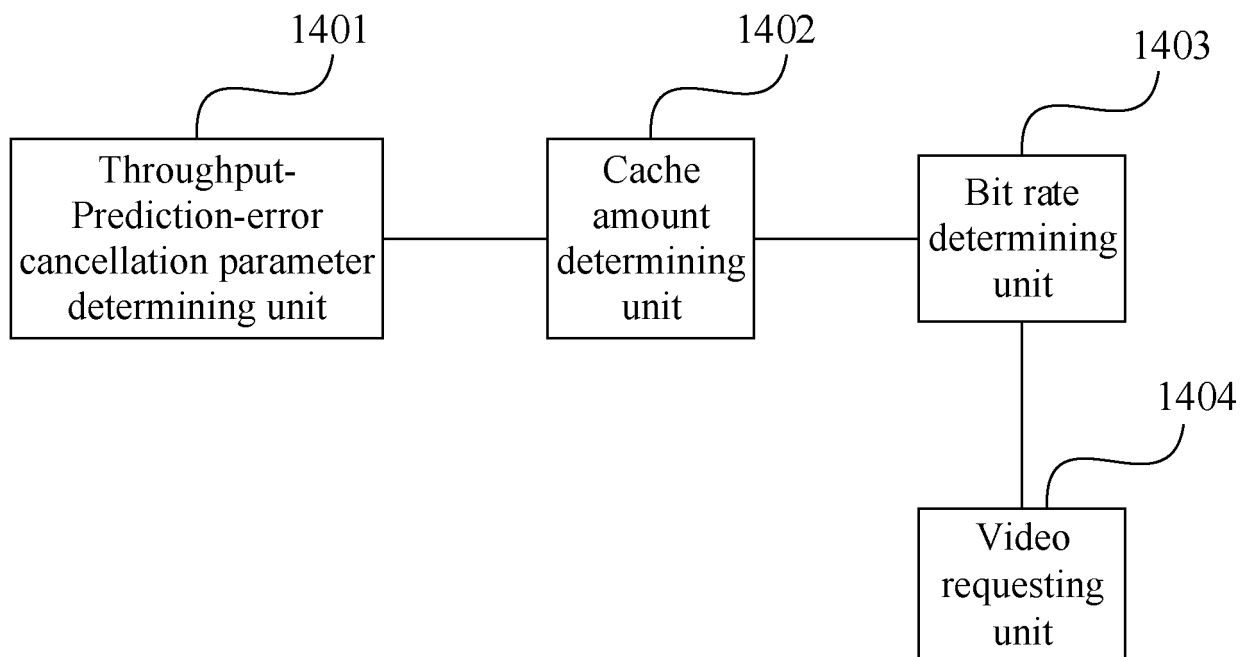 1401
1402
1403
Throughput-
Prediction-error
cancellation parameter
determining unit
Cache
amount
determining
unit
Bit rate
determining
unit
1404
Video
requesting
unit